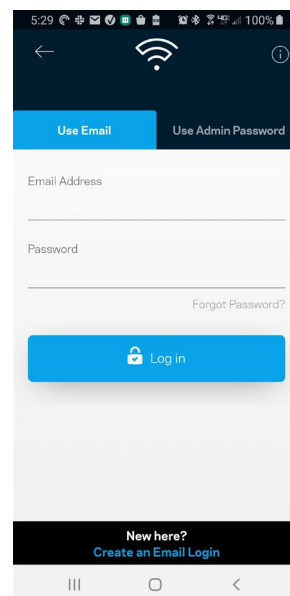 5:29 100%
Use Email Use Admin Password
Email Address
Password
Forgot Password?
Log in
New here?
Create an Email Login